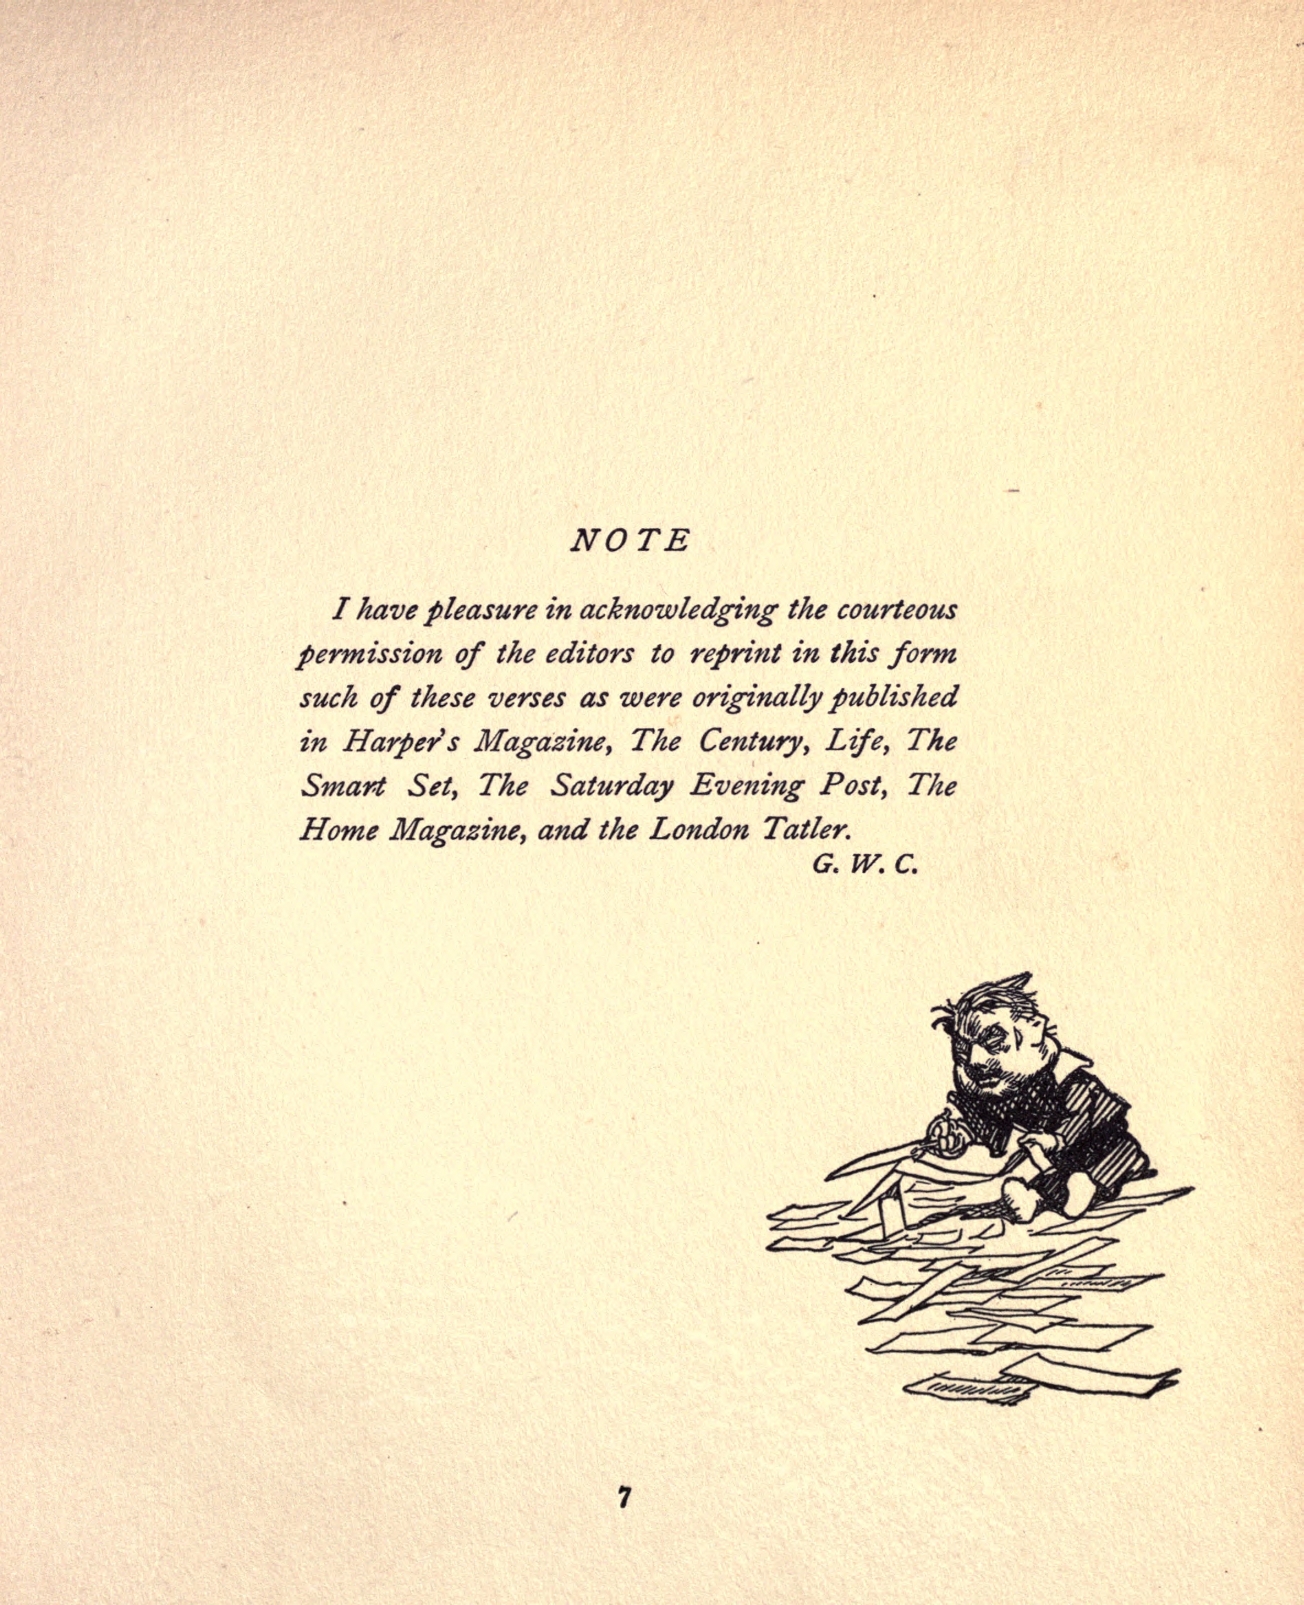 NOTE
I have pleasure in acknowledging the courteous
permission of the editors to reprint in this form
such of these verses as were originally published
in Harper's Magazine, The Century, Life, The
Smart Set, The Saturday Evening Post, The
Home Magazine, and the London Tatler.
G. W. C.
7